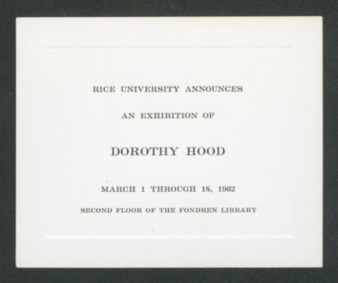 RICE UNIVERSITY ANNOUNCES
AN EXHIBITION OF
DOROTHY HOOD
MARCH 1 THROUGH 18, 1962
SECOND FLOOR OF THE FONDREN LIBRARY